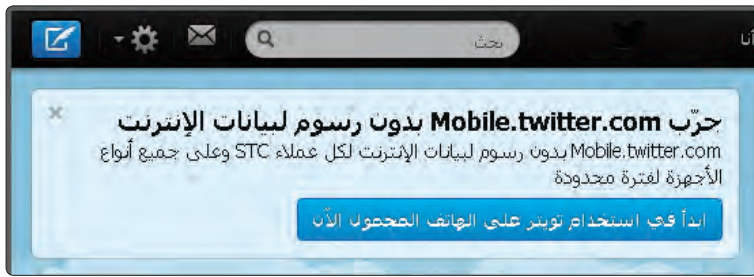 أنا
بحث
جرّب Mobile.twitter.com بدون رسوم لبيانات الإنترنت
Mobile.twitter.com بدون رسوم لبيانات الإنترنت لكل عملاء STC وعلى جميع أنواع
الأجهزة لفترة محدودة
ابدأ في استخدام تويتر على الهاتف المحمول الآن